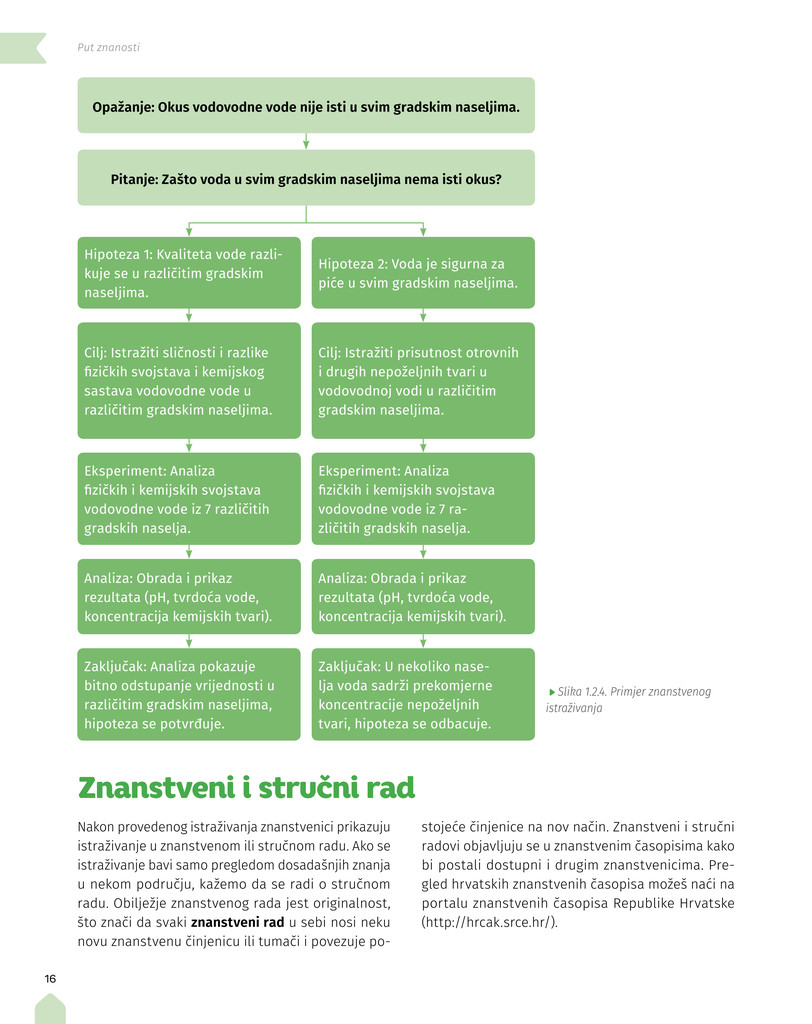 Put znanosti
Opažanje: Okus vodovodne vode nije isti u svim gradskim naseljima.
Pitanje: Zašto voda u svim gradskim naseljima nema isti okus?
Hipoteza 1: Kvaliteta vode razli-
kuje se u različitim gradskim
naseljima.
Hipoteza 2: Voda je sigurna za
piće u svim gradskim naseljima.
Cilj: Istražiti sličnosti i razlike
fizičkih svojstava i kemijskog
sastava vodovodne vode u
različitim gradskim naseljima.
Cilj: Istražiti prisutnost otrovnih
i drugih nepoželjnih tvari u
vodovodnoj vodi u različitim
gradskim naseljima.
Eksperiment: Analiza
fizičkih i kemijskih svojstava
vodovodne vode iz 7 različitih
gradskih naselja.
Eksperiment: Analiza
fizičkih i kemijskih svojstava
vodovodne vode iz 7 ra-
zličitih gradskih naselja.
Analiza: Obrada i prikaz
rezultata (pH, tvrdoća vode,
koncentracija kemijskih tvari).
Analiza: Obrada i prikaz
rezultata (pH, tvrdoća vode,
koncentracija kemijskih tvari).
Zaključak: Analiza pokazuje
bitno odstupanje vrijednosti u
različitim gradskim naseljima,
hipoteza se potvrđuje.
Zaključak: U nekoliko nase-
lja voda sadrži prekomjerne
koncentracije nepoželjnih
tvari, hipoteza se odbacuje.
Slika 1.2.4. Primjer znanstvenog
istraživanja
Znanstveni i stručni rad
Nakon provedenog istraživanja znanstvenici prikazuju
istraživanje u znanstvenom ili stručnom radu. Ako se
istraživanje bavi samo pregledom dosadašnjih znanja
u nekom području, kažemo da se radi o stručnom
radu. Obilježje znanstvenog rada jest originalnost,
što znači da svaki znanstveni rad u sebi nosi neku
novu znanstvenu činjenicu ili tumači i povezuje po-
stojeće činjenice na nov način. Znanstveni i stručni
radovi objavljuju se u znanstvenim časopisima kako
bi postali dostupni i drugim znanstvenicima. Pre-
gled hrvatskih znanstvenih časopisa možeš naći na
portalu znanstvenih časopisa Republike Hrvatske
(http://hrcak.srce.hr/).
16